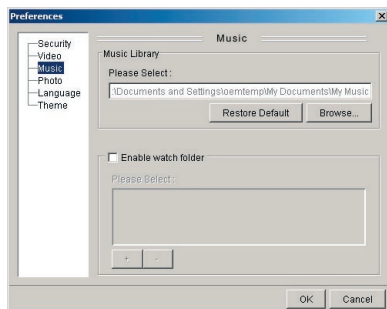 Preferences
Security
Video
Music
Photo
Language
Theme
Music
Music Library
Please Select:
:\Documents and Settings\oemtemp\My Documents\My Music
Restore Default
Browse...
Enable watch folder
Please Select:
+
-
OK
Cancel